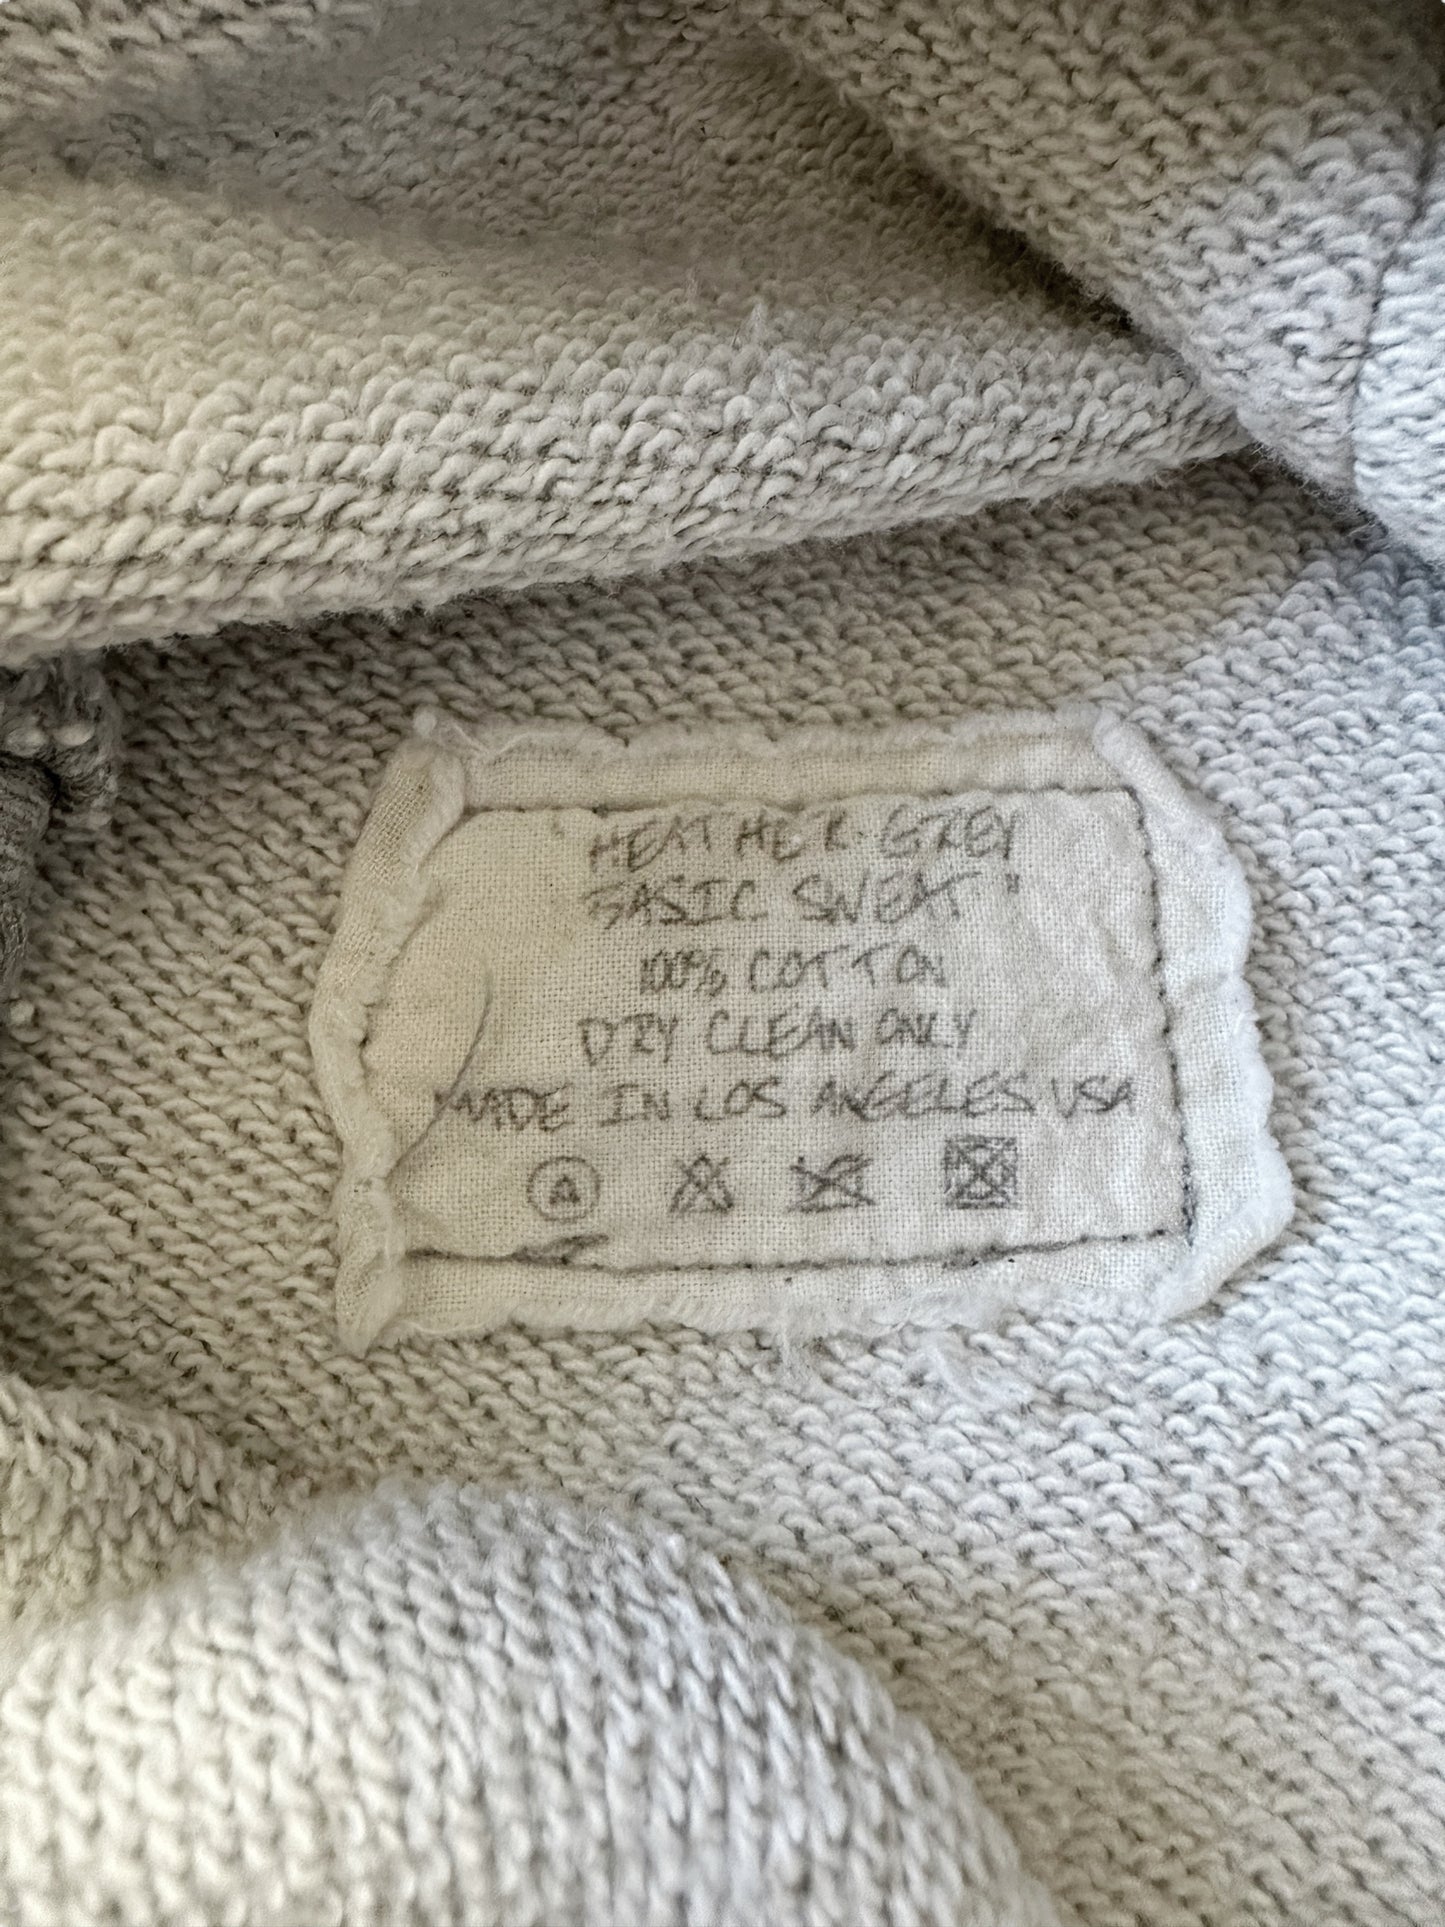 HEATHER GREY
BASIC SWEAT "
100% COTTON
DRY CLEAN ONLY
MADE IN LOS ANGELES USA
A